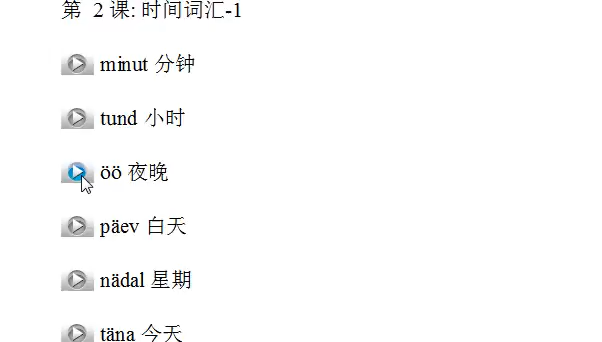 第 2 课: 时间词汇-1
minut 分钟
tund 小时
öö 夜晚
päev 白天
nädal 星期
täna 今天